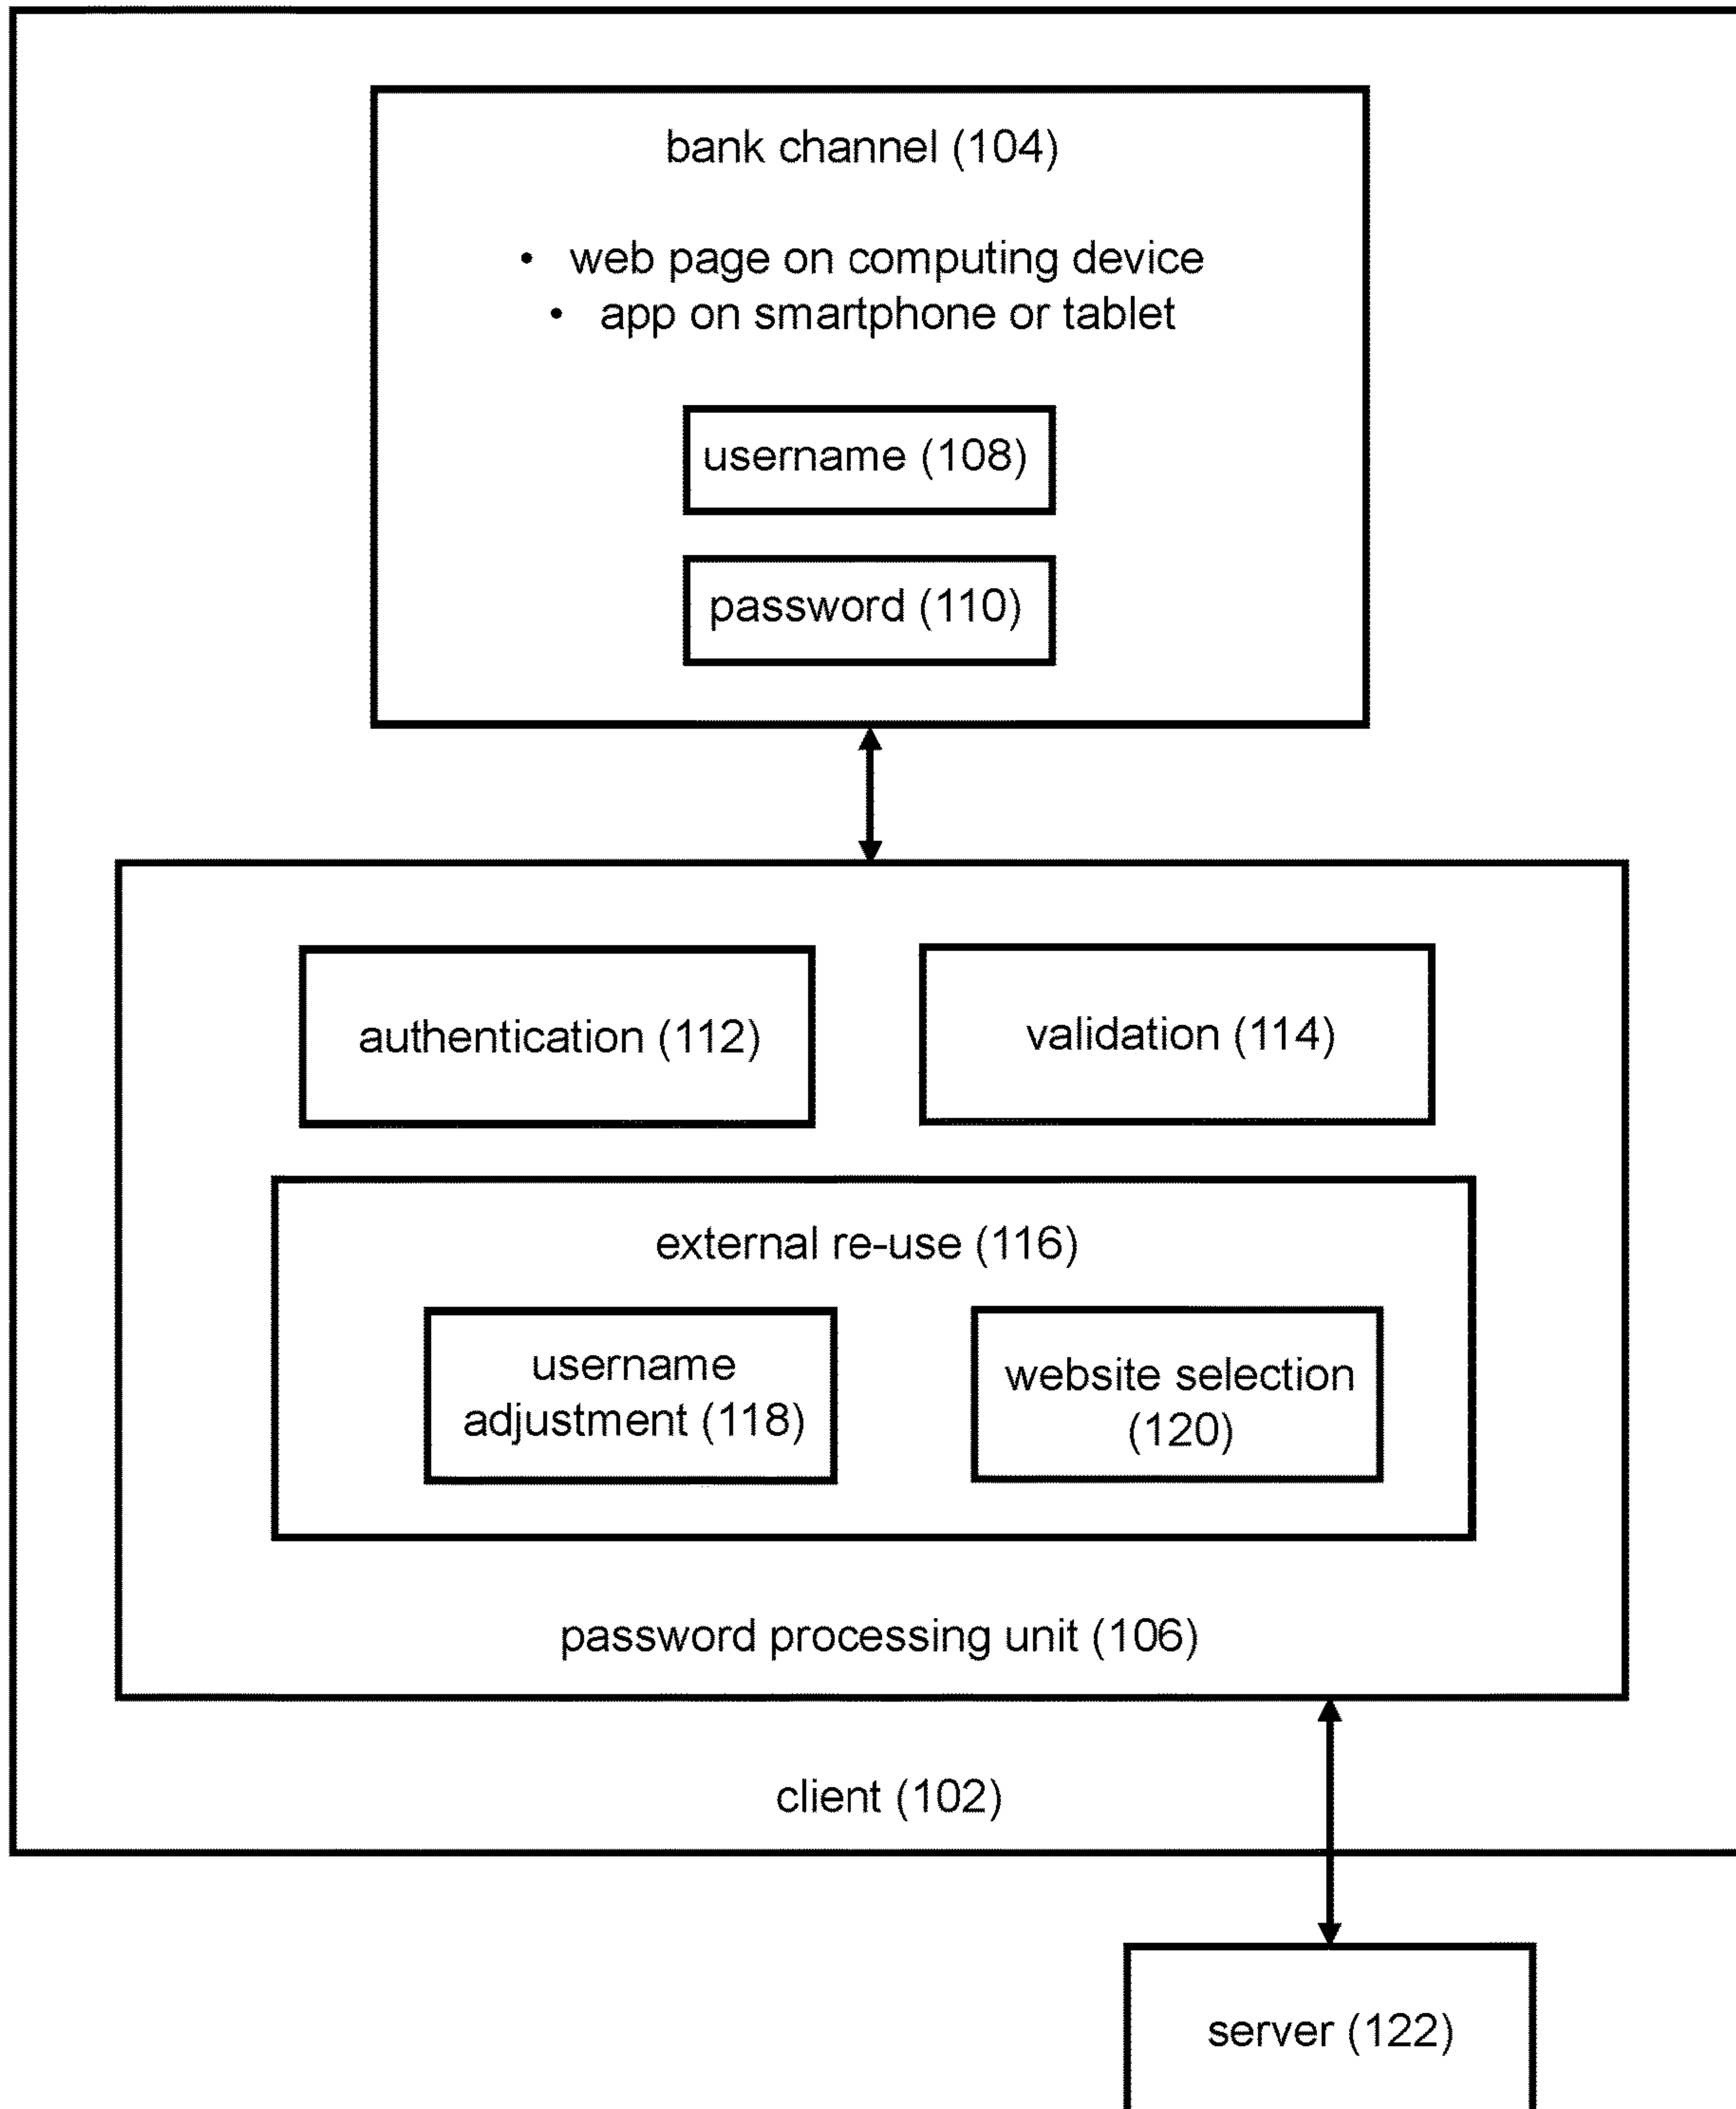 bank channel (104)
• web page on computing device
• app on smartphone or tablet
username (108)
password (110)
authentication (112)
validation (114)
external re-use (116)
username
adjustment (118)
website selection
(120)
password processing unit (106)
client (102)
server (122)